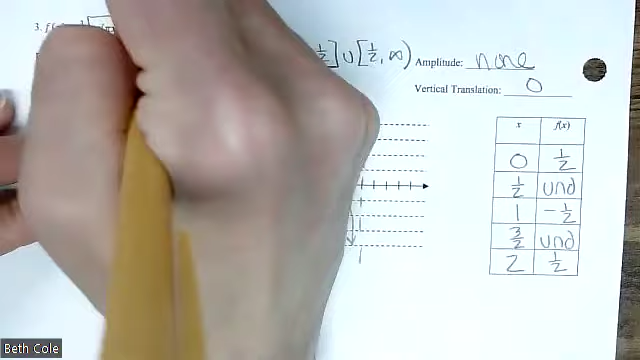 3. f(
1/2] ∪ [1/2, ∞) Amplitude: none
Vertical Translation: 0
x f(x)
0 1/2
1/2 und
1 -1/2
3/2 und
2 1/2
Beth Cole